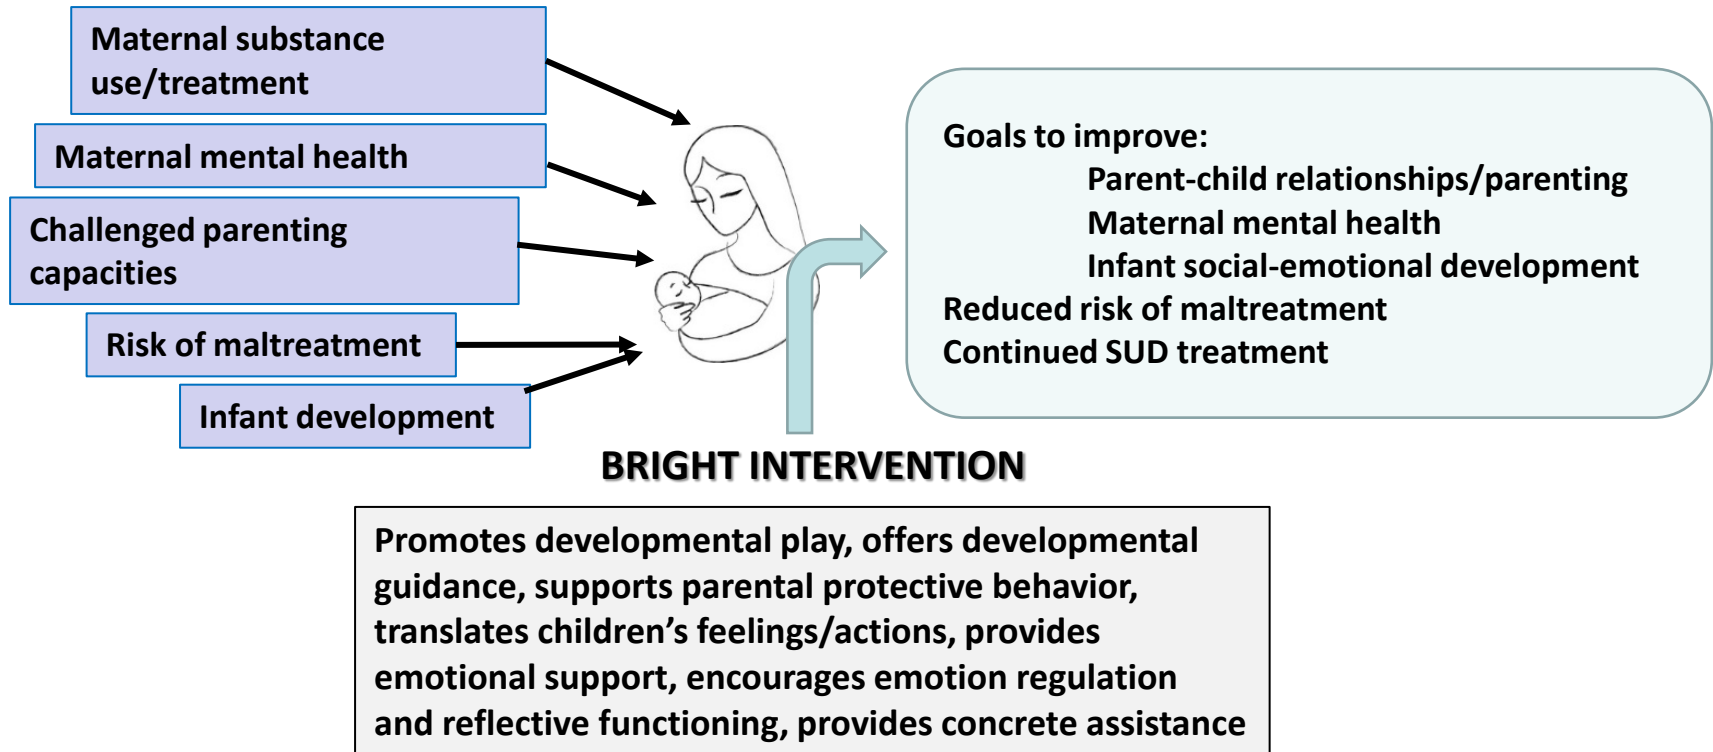 Maternal substance
use/treatment
Maternal mental health
Challenged parenting
capacities
Risk of maltreatment
Infant development
Goals to improve:
Parent-child relationships/parenting
Maternal mental health
Infant social-emotional development
Reduced risk of maltreatment
Continued SUD treatment
BRIGHT INTERVENTION
Promotes developmental play, offers developmental
guidance, supports parental protective behavior,
translates children’s feelings/actions, provides
emotional support, encourages emotion regulation
and reflective functioning, provides concrete assistance